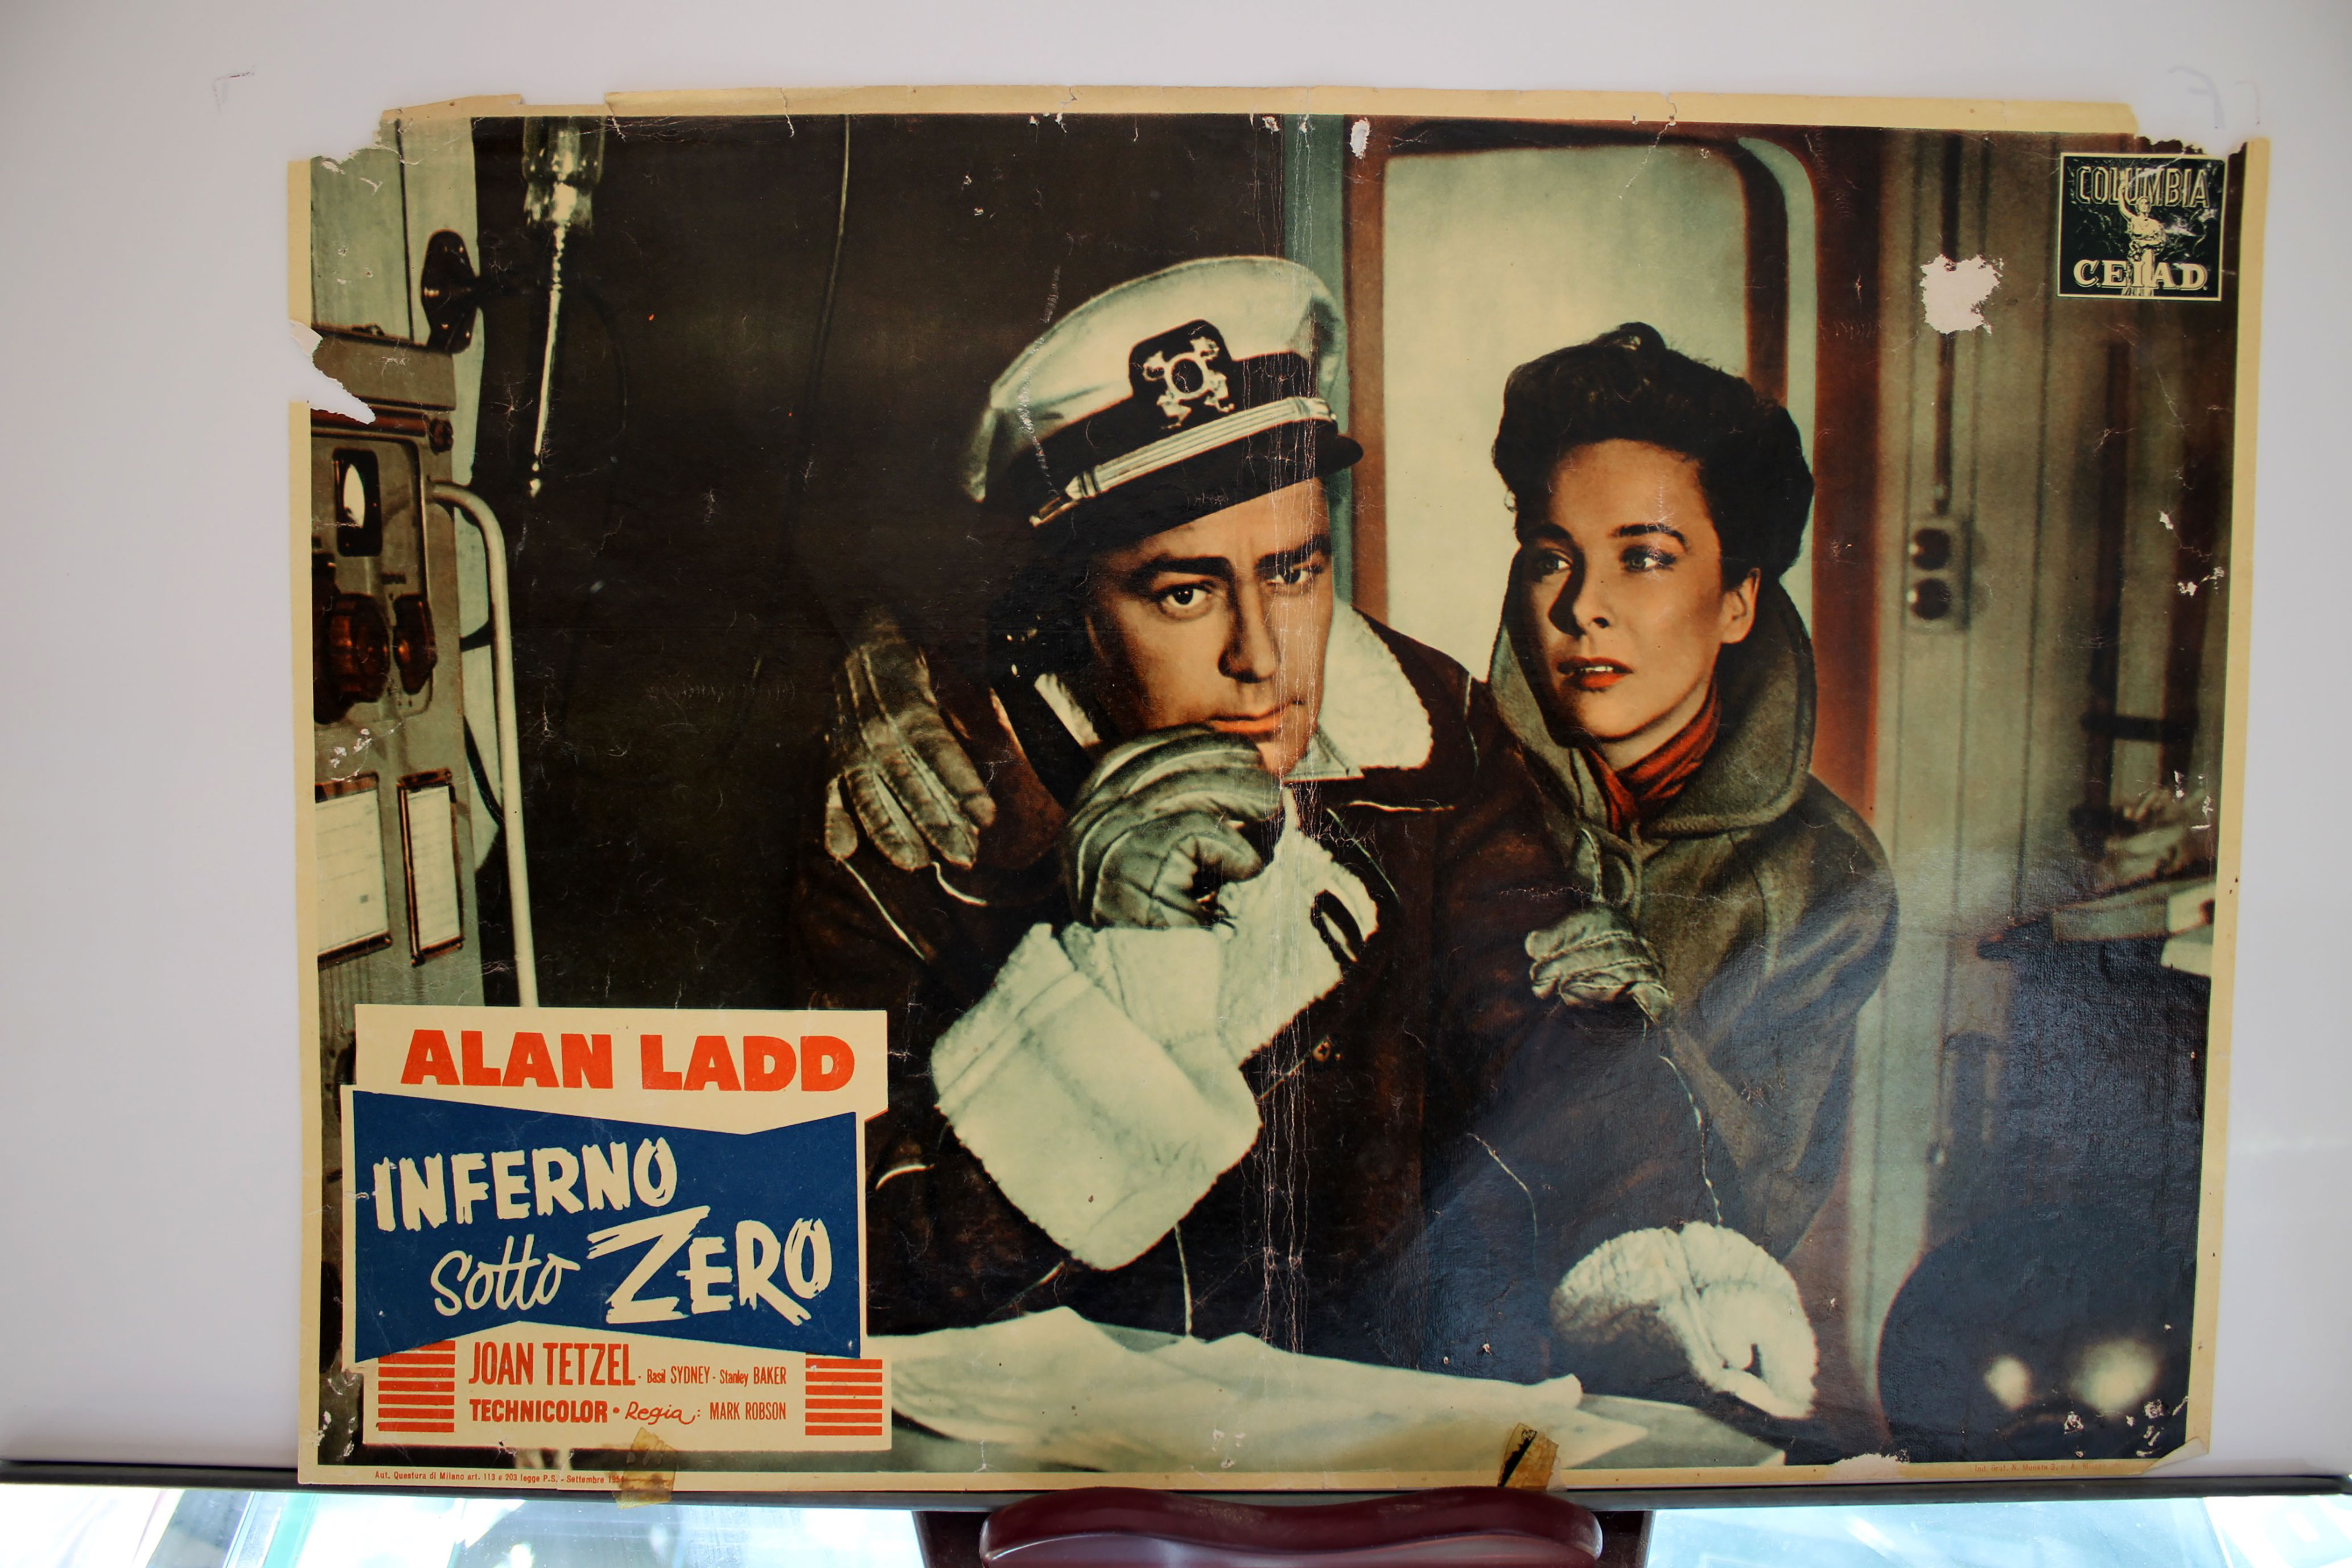 COLUMBIA
C.E.I.A.D.
ALAN LADD
INFERNO
sotto ZERO
JOAN TETZEL · Basil SYDNEY · Stanley BAKER
TECHNICOLOR · Regia: MARK ROBSON
Aut. Questura di Milano art. 113 e 203 legge P.S. - Settembre